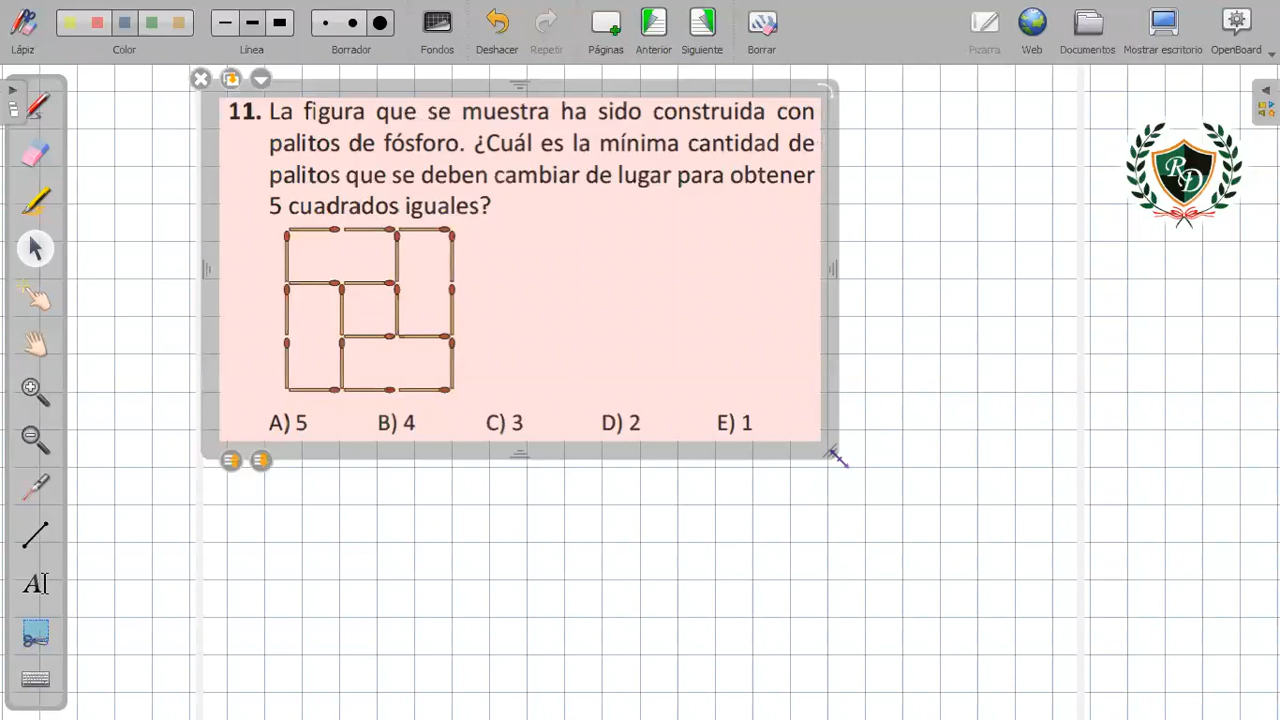 Lápiz
Color
Línea
Borrador
Fondos
Deshacer
Repetir
Páginas
Anterior
Siguiente
Borrar
Pizarra
Web
Documentos
Mostrar escritorio
OpenBoard
11. La figura que se muestra ha sido construida con
palitos de fósforo. ¿Cuál es la mínima cantidad de
palitos que se deben cambiar de lugar para obtener
5 cuadrados iguales?
A) 5 B) 4 C) 3 D) 2 E) 1
RD
A